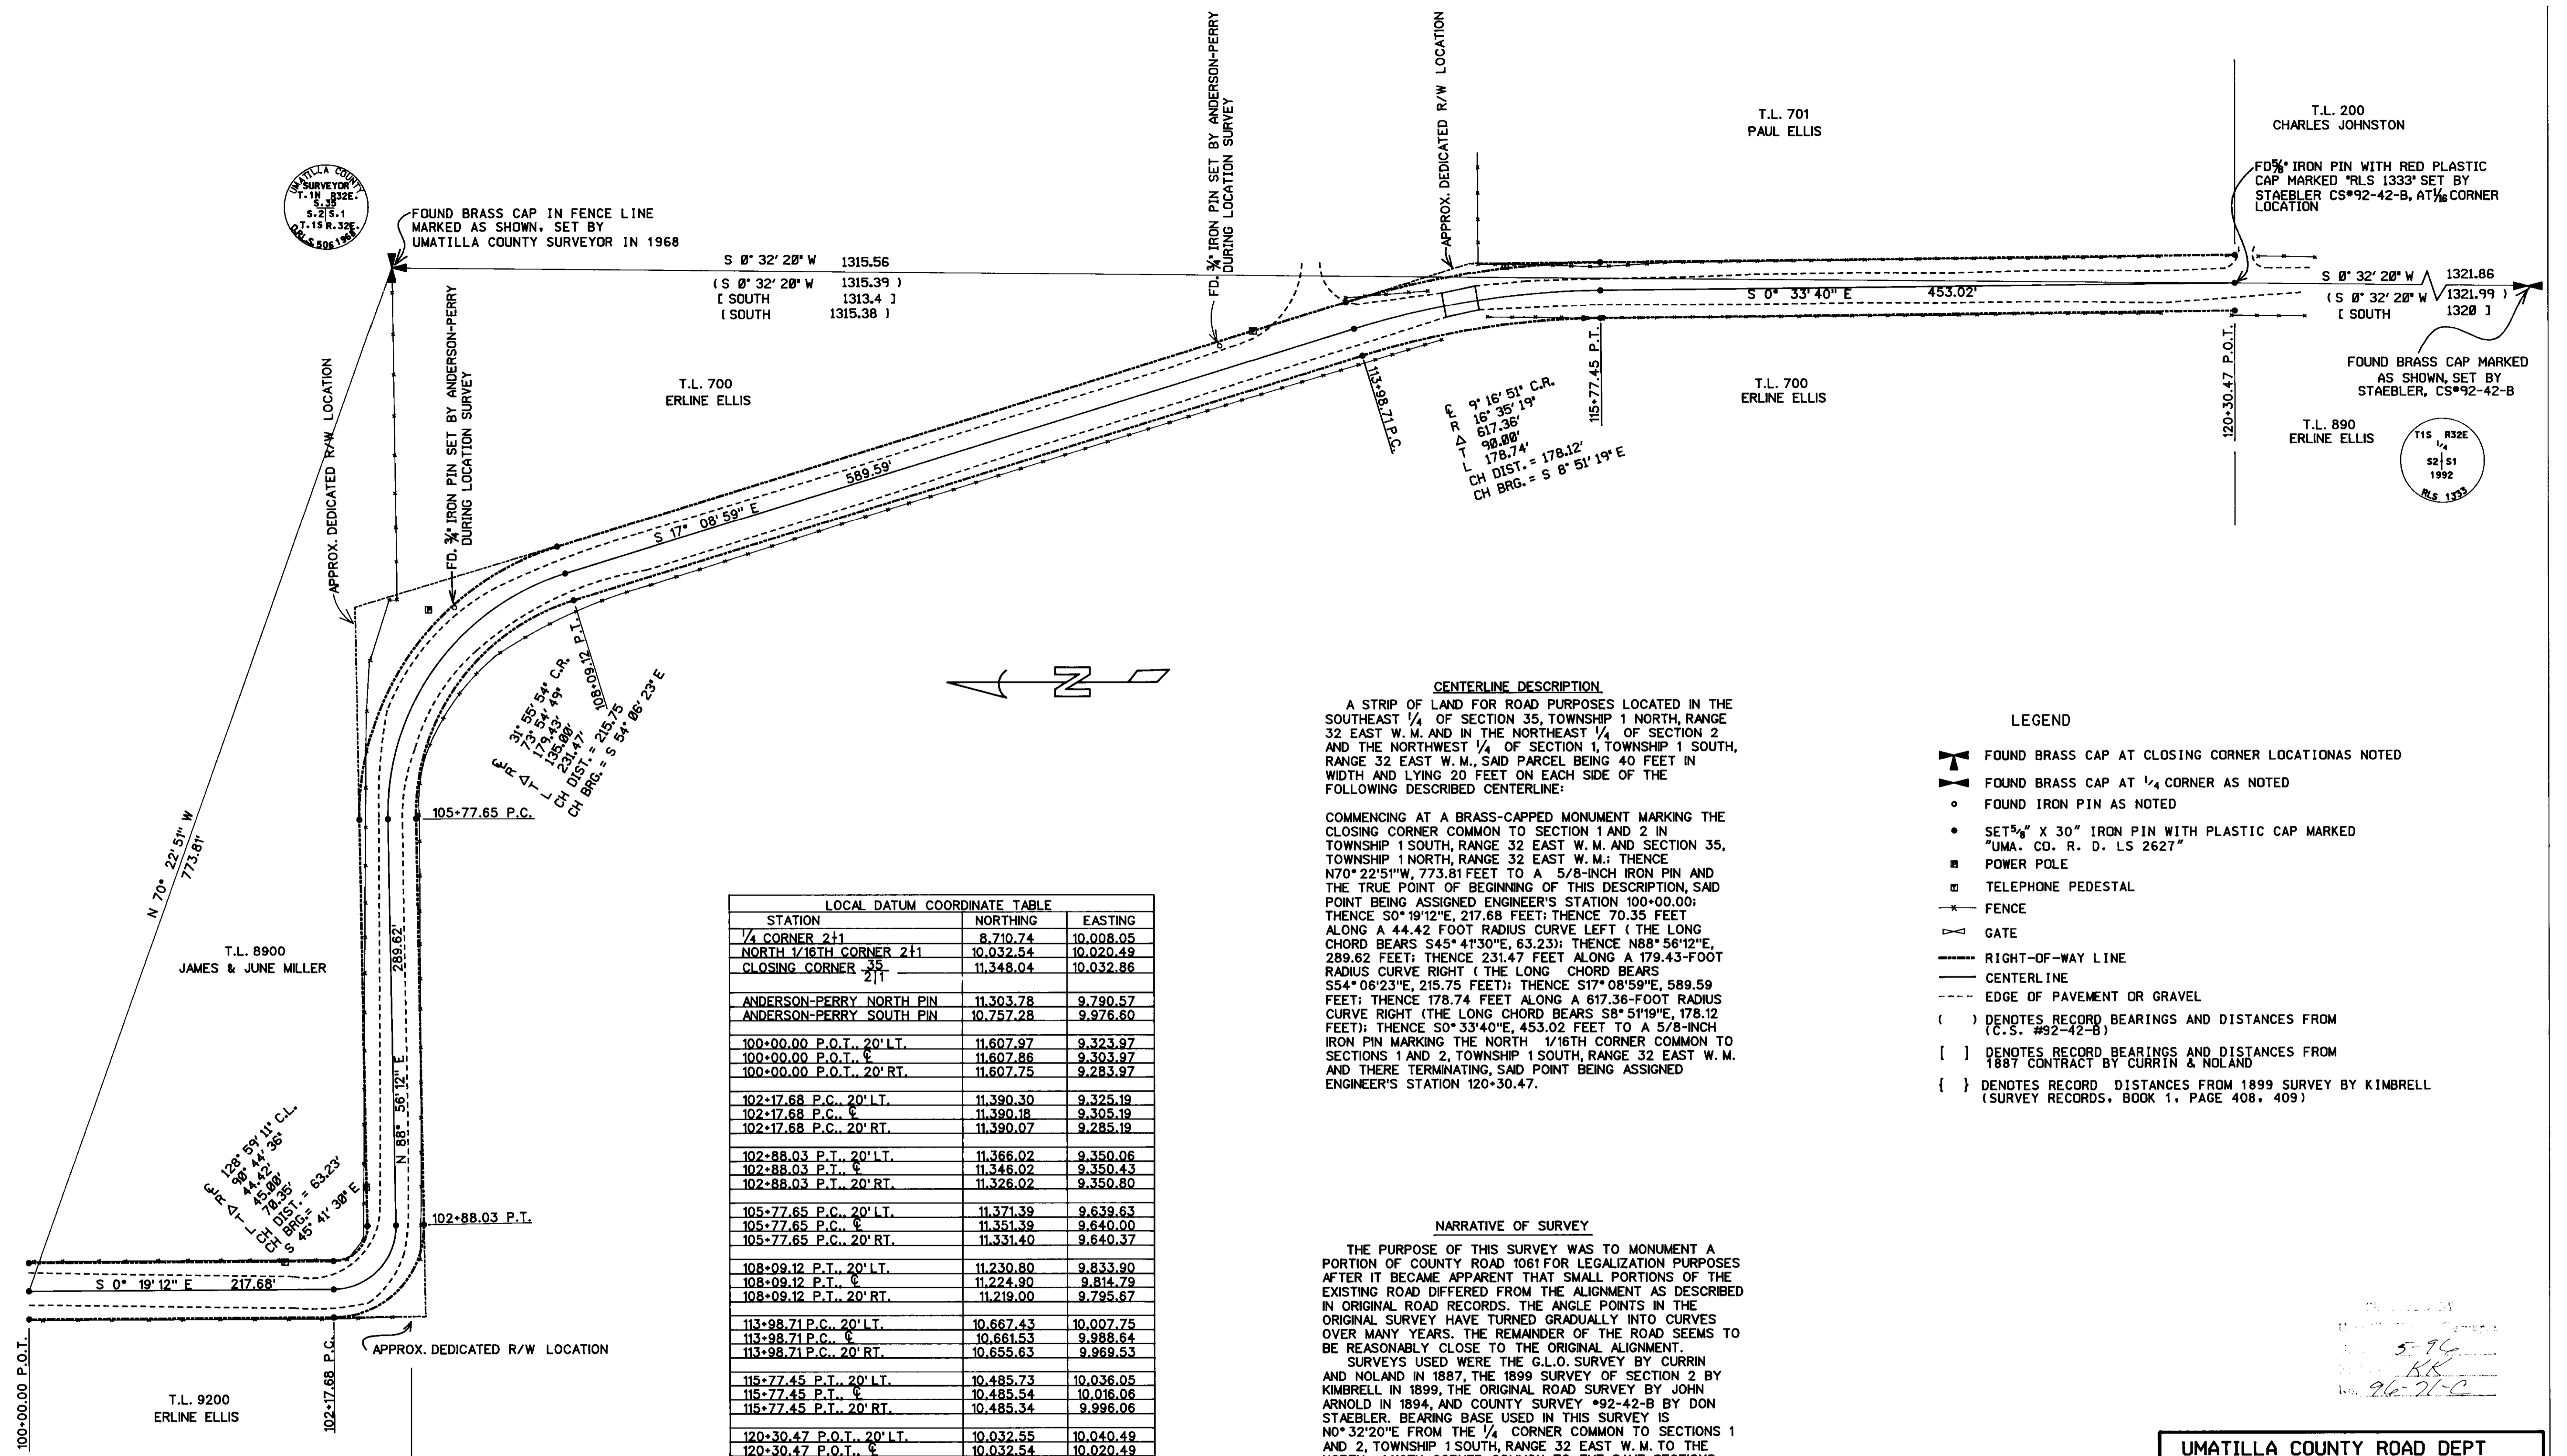 UMATILLA COUNTY
SURVEYOR
T. 1N R32E.
S.35
S.2 S.1
T.1S R.32E.
O.R.L.S 506 1968
FOUND BRASS CAP IN FENCE LINE
MARKED AS SHOWN, SET BY
UMATILLA COUNTY SURVEYOR IN 1968
S 0° 32' 20" W 1315.56
(S 0° 32' 20" W 1315.39 )
[ SOUTH 1313.4 ]
{ SOUTH 1315.38 }
FD. 3/4" IRON PIN SET BY ANDERSON-PERRY
DURING LOCATION SURVEY
APPROX. DEDICATED R/W LOCATION
T.L. 701
PAUL ELLIS
T.L. 200
CHARLES JOHNSTON
FD 5/8" IRON PIN WITH RED PLASTIC
CAP MARKED "RLS 1333" SET BY
STAEBLER CS#92-42-B, AT 1/16 CORNER
LOCATION
S 0° 32' 20" W 1321.86
(S 0° 32' 20" W 1321.99 )
[ SOUTH 1320 ]
S 0° 33' 40" E 453.02'
FOUND BRASS CAP MARKED
AS SHOWN, SET BY
STAEBLER, CS#92-42-B
T.L. 890
ERLINE ELLIS
T1S R32E
1/4
S2 S1
1992
RLS 1333
120+30.47 P.O.T.
115+77.45 P.T.
T.L. 700
ERLINE ELLIS
113+98.71 P.C.
℄ 9° 16' 51" C.R.
R 16° 35' 19"
Δ 617.36'
T 90.00'
L 178.74'
CH DIST. = 178.12'
CH BRG. = S 8° 51' 19" E
T.L. 700
ERLINE ELLIS
APPROX. DEDICATED R/W LOCATION
FD. 3/4" IRON PIN SET BY ANDERSON-PERRY
DURING LOCATION SURVEY
S 17° 08' 59" E
589.59'
108+09.12 P.T.
℄ 31° 55' 54" C.R.
R 73° 54' 49"
Δ 179.43'
T 135.00'
L 231.47'
CH DIST. = 215.75
CH BRG. = S 54° 06' 23" E
105+77.65 P.C.
N 70° 22' 51" W
773.81'
T.L. 8900
JAMES & JUNE MILLER
N 88° 56' 12" E
289.62'
℄ 128° 59' 11" C.L.
R 90° 44' 36"
Δ 44.42'
T 45.00'
L 70.35'
CH DIST. = 63.23'
CH BRG.=
S 45° 41' 30" E
102+88.03 P.T.
S 0° 19' 12" E 217.68'
APPROX. DEDICATED R/W LOCATION
100+00.00 P.O.T.
102+17.68 P.C.
T.L. 9200
ERLINE ELLIS
N
LOCAL DATUM COORDINATE TABLE
STATION NORTHING EASTING
1/4 CORNER 2+1 8,710.74 10,008.05
NORTH 1/16TH CORNER 2+1 10,032.54 10,020.49
CLOSING CORNER 35 2|1 11,348.04 10,032.86
ANDERSON-PERRY NORTH PIN 11,303.78 9,790.57
ANDERSON-PERRY SOUTH PIN 10,757.28 9,976.60
100+00.00 P.O.T., 20' LT. 11,607.97 9,323.97
100+00.00 P.O.T., ℄ 11,607.86 9,303.97
100+00.00 P.O.T., 20' RT. 11,607.75 9,283.97
102+17.68 P.C., 20' LT. 11,390.30 9,325.19
102+17.68 P.C., ℄ 11,390.18 9,305.19
102+17.68 P.C., 20' RT. 11,390.07 9,285.19
102+88.03 P.T., 20' LT. 11,366.02 9,350.06
102+88.03 P.T., ℄ 11,346.02 9,350.43
102+88.03 P.T., 20' RT. 11,326.02 9,350.80
105+77.65 P.C., 20' LT. 11,371.39 9,639.63
105+77.65 P.C., ℄ 11,351.39 9,640.00
105+77.65 P.C., 20' RT. 11,331.40 9,640.37
108+09.12 P.T., 20' LT. 11,230.80 9,833.90
108+09.12 P.T., ℄ 11,224.90 9,814.79
108+09.12 P.T., 20' RT. 11,219.00 9,795.67
113+98.71 P.C., 20' LT. 10,667.43 10,007.75
113+98.71 P.C., ℄ 10,661.53 9,988.64
113+98.71 P.C., 20' RT. 10,655.63 9,969.53
115+77.45 P.T., 20' LT. 10,485.73 10,036.05
115+77.45 P.T., ℄ 10,485.54 10,016.06
115+77.45 P.T., 20' RT. 10,485.34 9,996.06
120+30.47 P.O.T., 20' LT. 10,032.55 10,040.49
120+30.47 P.O.T., ℄ 10,032.54 10,020.49
CENTERLINE DESCRIPTION
A STRIP OF LAND FOR ROAD PURPOSES LOCATED IN THE
SOUTHEAST 1/4 OF SECTION 35, TOWNSHIP 1 NORTH, RANGE
32 EAST W. M. AND IN THE NORTHEAST 1/4 OF SECTION 2
AND THE NORTHWEST 1/4 OF SECTION 1, TOWNSHIP 1 SOUTH,
RANGE 32 EAST W. M., SAID PARCEL BEING 40 FEET IN
WIDTH AND LYING 20 FEET ON EACH SIDE OF THE
FOLLOWING DESCRIBED CENTERLINE:
COMMENCING AT A BRASS-CAPPED MONUMENT MARKING THE
CLOSING CORNER COMMON TO SECTION 1 AND 2 IN
TOWNSHIP 1 SOUTH, RANGE 32 EAST W. M. AND SECTION 35,
TOWNSHIP 1 NORTH, RANGE 32 EAST W. M.; THENCE
N70° 22'51"W, 773.81 FEET TO A 5/8-INCH IRON PIN AND
THE TRUE POINT OF BEGINNING OF THIS DESCRIPTION, SAID
POINT BEING ASSIGNED ENGINEER'S STATION 100+00.00;
THENCE S0° 19'12"E, 217.68 FEET; THENCE 70.35 FEET
ALONG A 44.42 FOOT RADIUS CURVE LEFT ( THE LONG
CHORD BEARS S45° 41'30"E, 63.23); THENCE N88° 56'12"E,
289.62 FEET; THENCE 231.47 FEET ALONG A 179.43-FOOT
RADIUS CURVE RIGHT ( THE LONG CHORD BEARS
S54° 06'23"E, 215.75 FEET); THENCE S17° 08'59"E, 589.59
FEET; THENCE 178.74 FEET ALONG A 617.36-FOOT RADIUS
CURVE RIGHT (THE LONG CHORD BEARS S8° 51'19"E, 178.12
FEET); THENCE S0° 33'40"E, 453.02 FEET TO A 5/8-INCH
IRON PIN MARKING THE NORTH 1/16TH CORNER COMMON TO
SECTIONS 1 AND 2, TOWNSHIP 1 SOUTH, RANGE 32 EAST W. M.
AND THERE TERMINATING, SAID POINT BEING ASSIGNED
ENGINEER'S STATION 120+30.47.
NARRATIVE OF SURVEY
THE PURPOSE OF THIS SURVEY WAS TO MONUMENT A
PORTION OF COUNTY ROAD 1061 FOR LEGALIZATION PURPOSES
AFTER IT BECAME APPARENT THAT SMALL PORTIONS OF THE
EXISTING ROAD DIFFERED FROM THE ALIGNMENT AS DESCRIBED
IN ORIGINAL ROAD RECORDS. THE ANGLE POINTS IN THE
ORIGINAL SURVEY HAVE TURNED GRADUALLY INTO CURVES
OVER MANY YEARS. THE REMAINDER OF THE ROAD SEEMS TO
BE REASONABLY CLOSE TO THE ORIGINAL ALIGNMENT.
SURVEYS USED WERE THE G.L.O. SURVEY BY CURRIN
AND NOLAND IN 1887, THE 1899 SURVEY OF SECTION 2 BY
KIMBRELL IN 1899, THE ORIGINAL ROAD SURVEY BY JOHN
ARNOLD IN 1894, AND COUNTY SURVEY #92-42-B BY DON
STAEBLER. BEARING BASE USED IN THIS SURVEY IS
N0° 32'20"E FROM THE 1/4 CORNER COMMON TO SECTIONS 1
AND 2, TOWNSHIP 1 SOUTH, RANGE 32 EAST W. M. TO THE
LEGEND
FOUND BRASS CAP AT CLOSING CORNER LOCATIONAS NOTED
FOUND BRASS CAP AT 1/4 CORNER AS NOTED
FOUND IRON PIN AS NOTED
SET 5/8" X 30" IRON PIN WITH PLASTIC CAP MARKED
"UMA. CO. R. D. LS 2627"
POWER POLE
TELEPHONE PEDESTAL
FENCE
GATE
RIGHT-OF-WAY LINE
CENTERLINE
EDGE OF PAVEMENT OR GRAVEL
( ) DENOTES RECORD BEARINGS AND DISTANCES FROM
(C.S. #92-42-B)
[ ] DENOTES RECORD BEARINGS AND DISTANCES FROM
1887 CONTRACT BY CURRIN & NOLAND
{ } DENOTES RECORD DISTANCES FROM 1899 SURVEY BY KIMBRELL
(SURVEY RECORDS, BOOK 1, PAGE 408, 409)
5-96
KK
No. 96-71-C
UMATILLA COUNTY ROAD DEPT